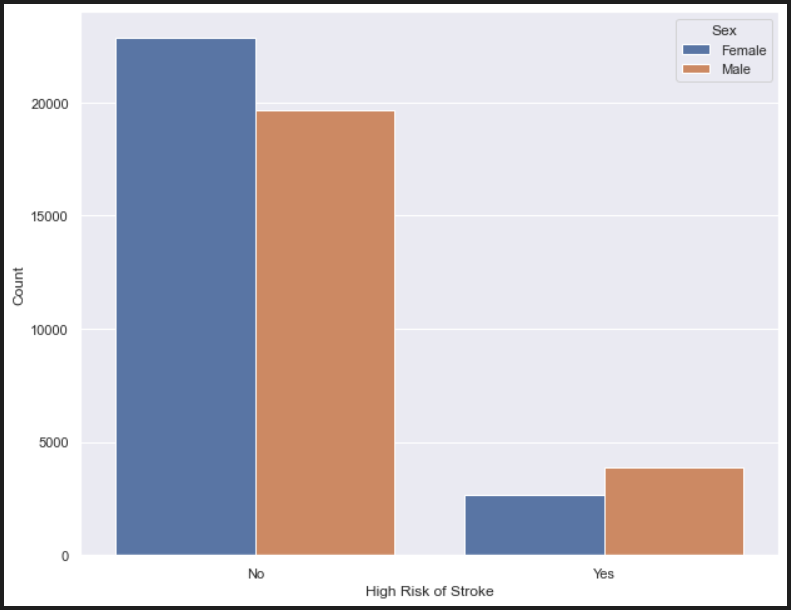 Sex
Female
Male
20000
15000
10000
5000
0
Count
No Yes
High Risk of Stroke